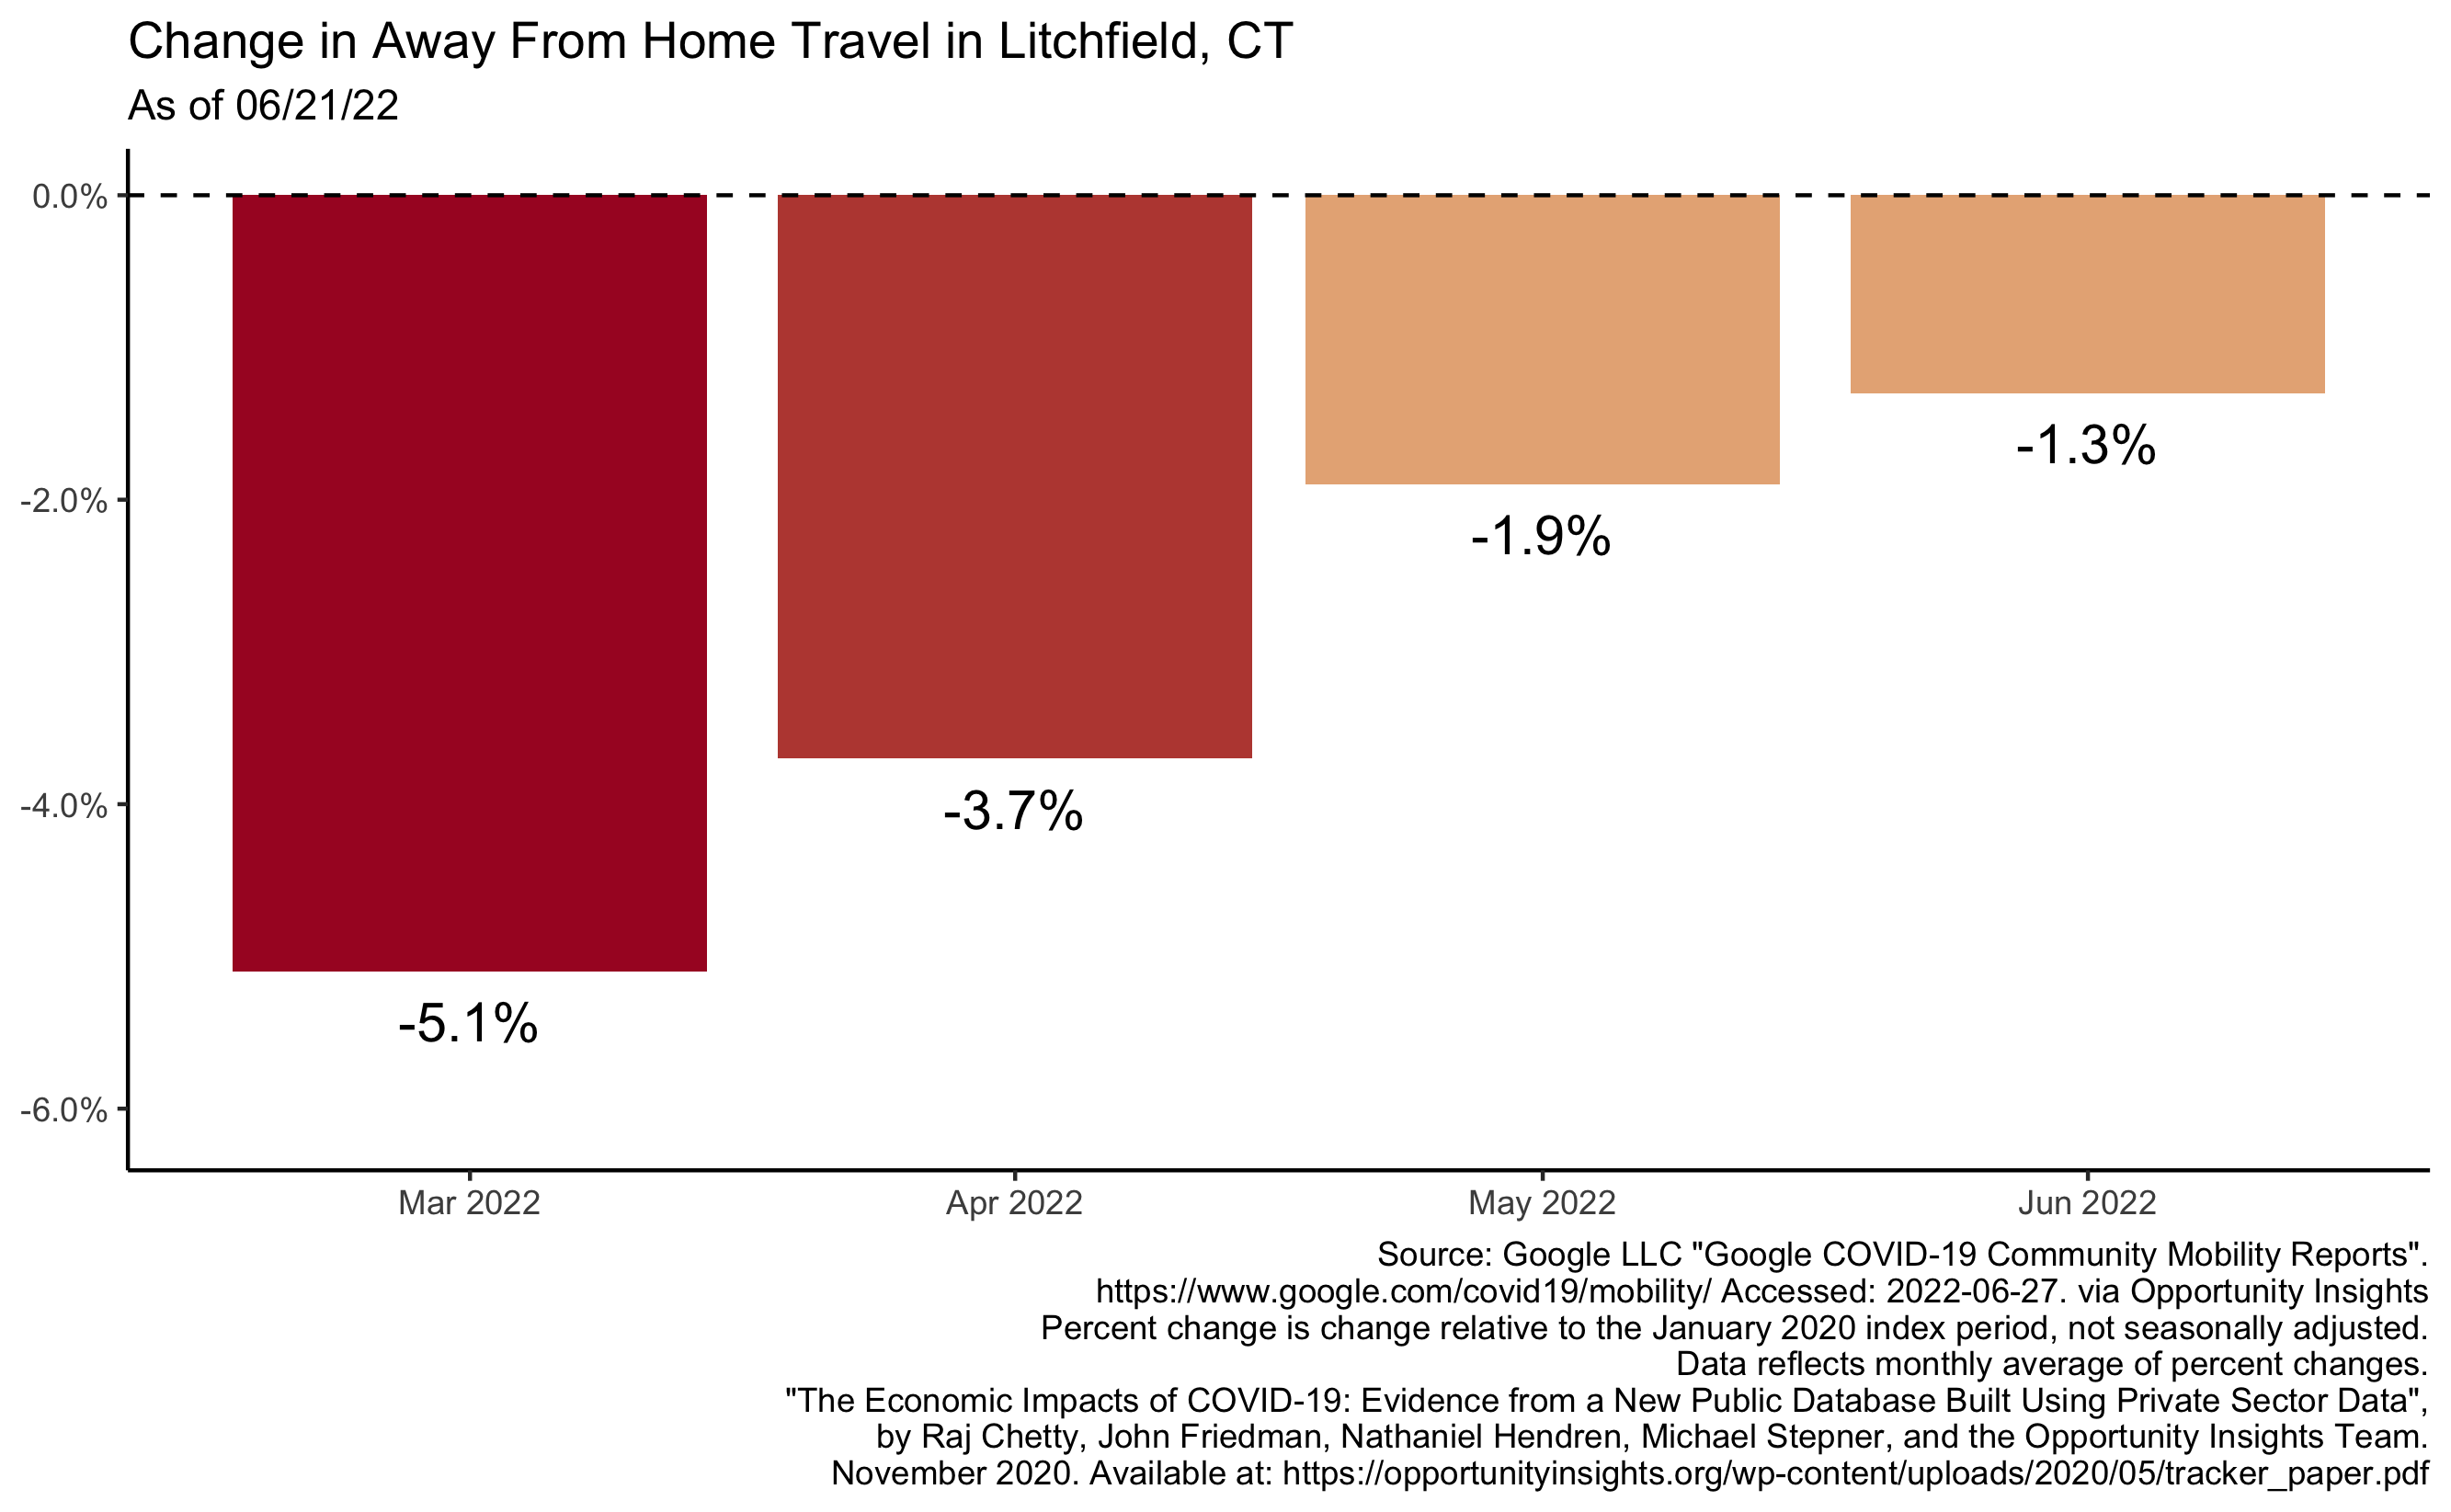 Change in Away From Home Travel in Litchfield, CT
As of 06/21/22
0.0%
-2.0%
-4.0%
-6.0%
-5.1%
-3.7%
-1.9%
-1.3%
Mar 2022
Apr 2022
May 2022
Jun 2022
Source: Google LLC "Google COVID-19 Community Mobility Reports".
https://www.google.com/covid19/mobility/ Accessed: 2022-06-27. via Opportunity Insights
Percent change is change relative to the January 2020 index period, not seasonally adjusted.
Data reflects monthly average of percent changes.
"The Economic Impacts of COVID-19: Evidence from a New Public Database Built Using Private Sector Data",
by Raj Chetty, John Friedman, Nathaniel Hendren, Michael Stepner, and the Opportunity Insights Team.
November 2020. Available at: https://opportunityinsights.org/wp-content/uploads/2020/05/tracker_paper.pdf